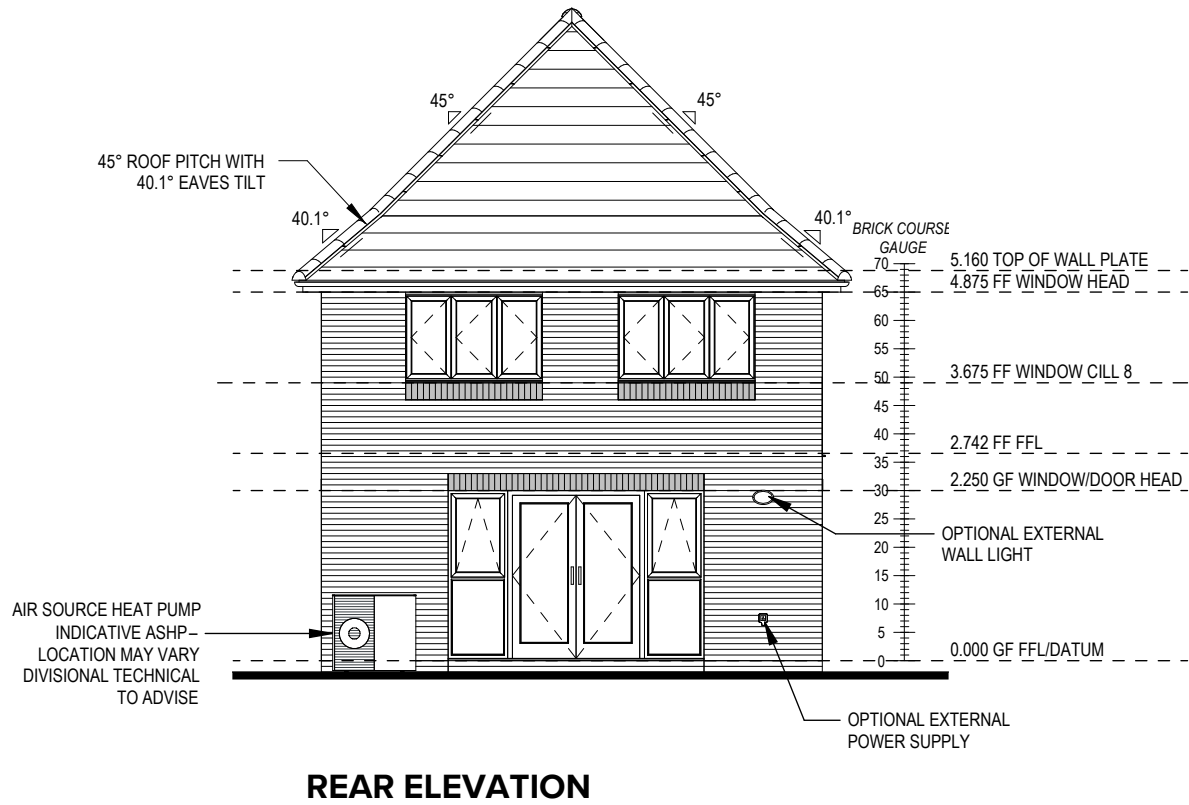 45°
45°
45° ROOF PITCH WITH
40.1° EAVES TILT
40.1°
40.1°
BRICK COURSE
GAUGE
70
65
60
55
50
45
40
35
30
25
20
15
10
5
0
5.160 TOP OF WALL PLATE
4.875 FF WINDOW HEAD
3.675 FF WINDOW CILL 8
2.742 FF FFL
2.250 GF WINDOW/DOOR HEAD
OPTIONAL EXTERNAL
WALL LIGHT
0.000 GF FFL/DATUM
AIR SOURCE HEAT PUMP
INDICATIVE ASHP–
LOCATION MAY VARY
DIVISIONAL TECHNICAL
TO ADVISE
OPTIONAL EXTERNAL
POWER SUPPLY
REAR ELEVATION